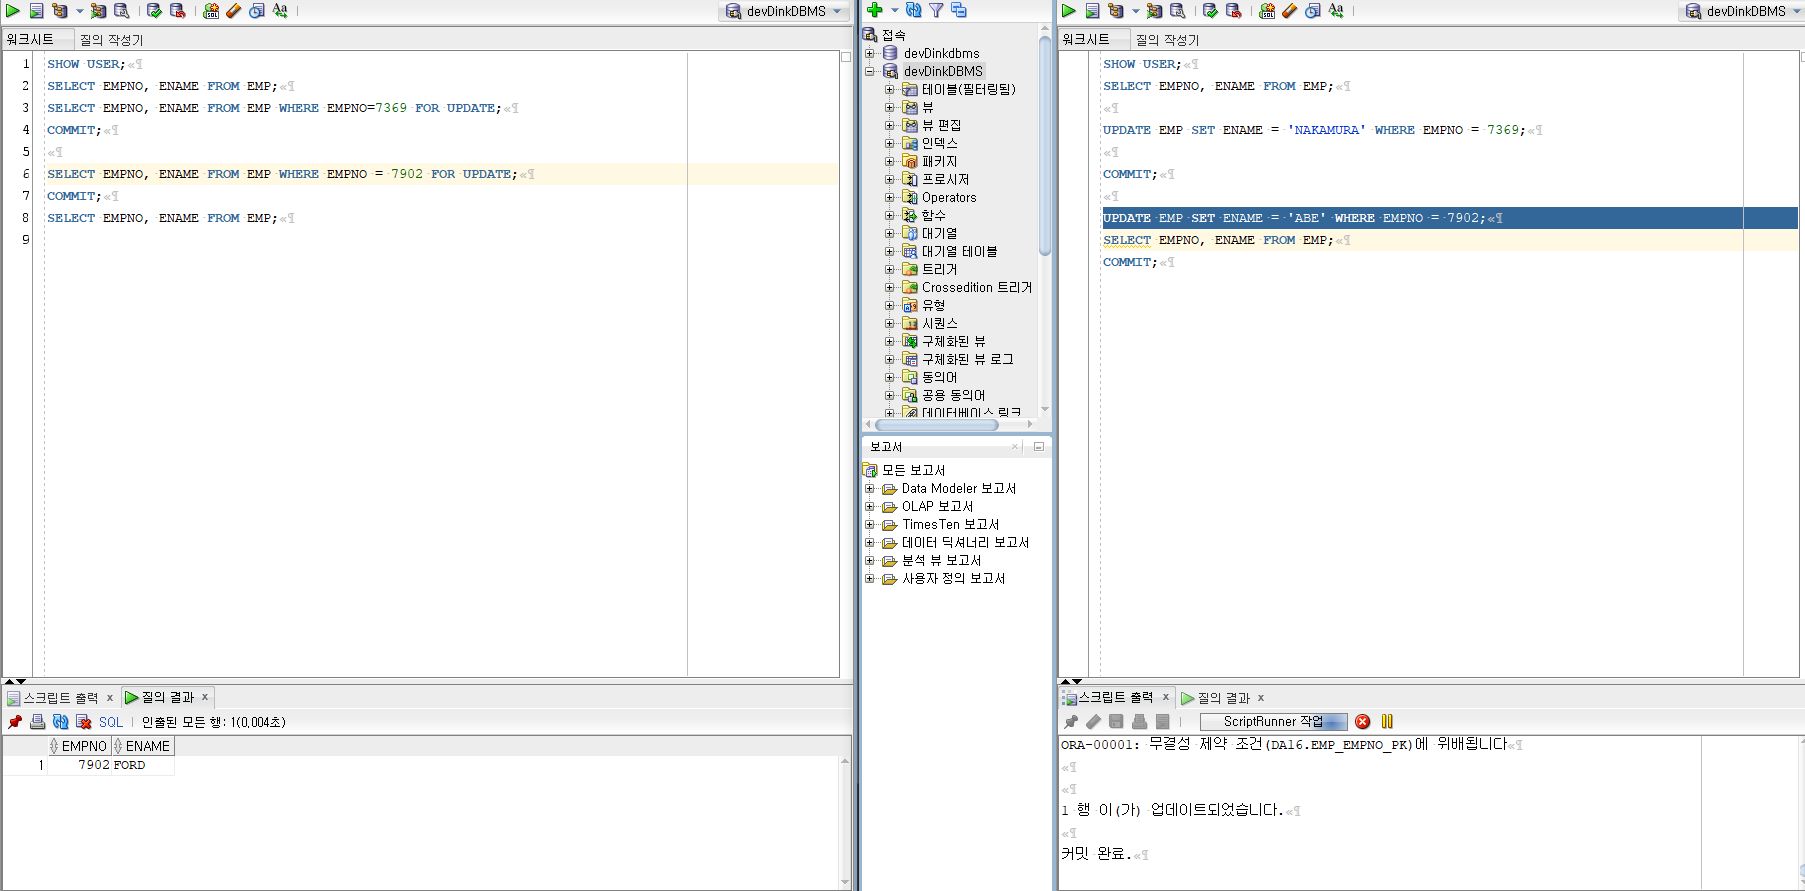 devDinkDBMS
워크시트 질의 작성기
1 SHOW USER;
2 SELECT EMPNO, ENAME FROM EMP;
3 SELECT EMPNO, ENAME FROM EMP WHERE EMPNO=7369 FOR UPDATE;
4 COMMIT;
5
6 SELECT EMPNO, ENAME FROM EMP WHERE EMPNO = 7902 FOR UPDATE;
7 COMMIT;
8 SELECT EMPNO, ENAME FROM EMP;
9
스크립트 출력 x 질의 결과 x
SQL | 인출된 모든 행: 1(0,004초)
EMPNO ENAME
1 7902 FORD
접속
devDinkdbms
devDinkDBMS
테이블(필터링됨)
뷰
뷰 편집
인덱스
패키지
프로시저
Operators
함수
대기열
대기열 테이블
트리거
Crossedition 트리거
유형
시퀀스
구체화된 뷰
구체화된 뷰 로그
동의어
공용 동의어
데이터베이스 링크
보고서
모든 보고서
Data Modeler 보고서
OLAP 보고서
TimesTen 보고서
데이터 딕셔너리 보고서
분석 뷰 보고서
사용자 정의 보고서
devDinkDBMS
워크시트 질의 작성기
SHOW USER;
SELECT EMPNO, ENAME FROM EMP;
UPDATE EMP SET ENAME = 'NAKAMURA' WHERE EMPNO = 7369;
COMMIT;
UPDATE EMP SET ENAME = 'ABE' WHERE EMPNO = 7902;
SELECT EMPNO, ENAME FROM EMP;
COMMIT;
스크립트 출력 x 질의 결과 x
ScriptRunner 작업
ORA-00001: 무결성 제약 조건(DA16.EMP_EMPNO_PK)에 위배됩니다
1 행 이(가) 업데이트되었습니다.
커밋 완료.